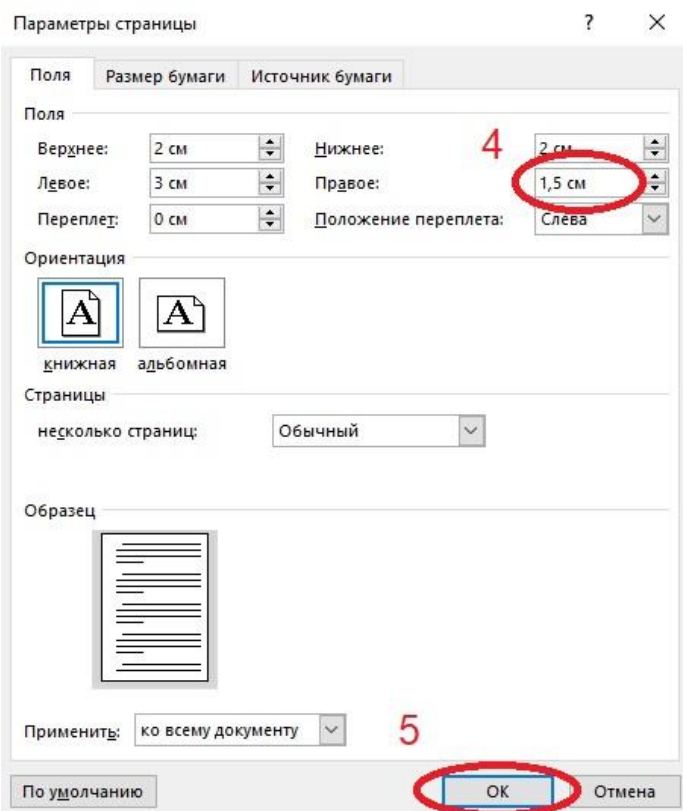 Параметры страницы ? ×
Поля Размер бумаги Источник бумаги
Поля
Верхнее: 2 см Нижнее: 4 2 см
Левое: 3 см Правое: 1,5 см
Переплет: 0 см Положение переплета: Слева
Ориентация
A A
книжная альбомная
Страницы
несколько страниц: Обычный
Образец
Применить: ко всему документу 5
По умолчанию ОК Отмена